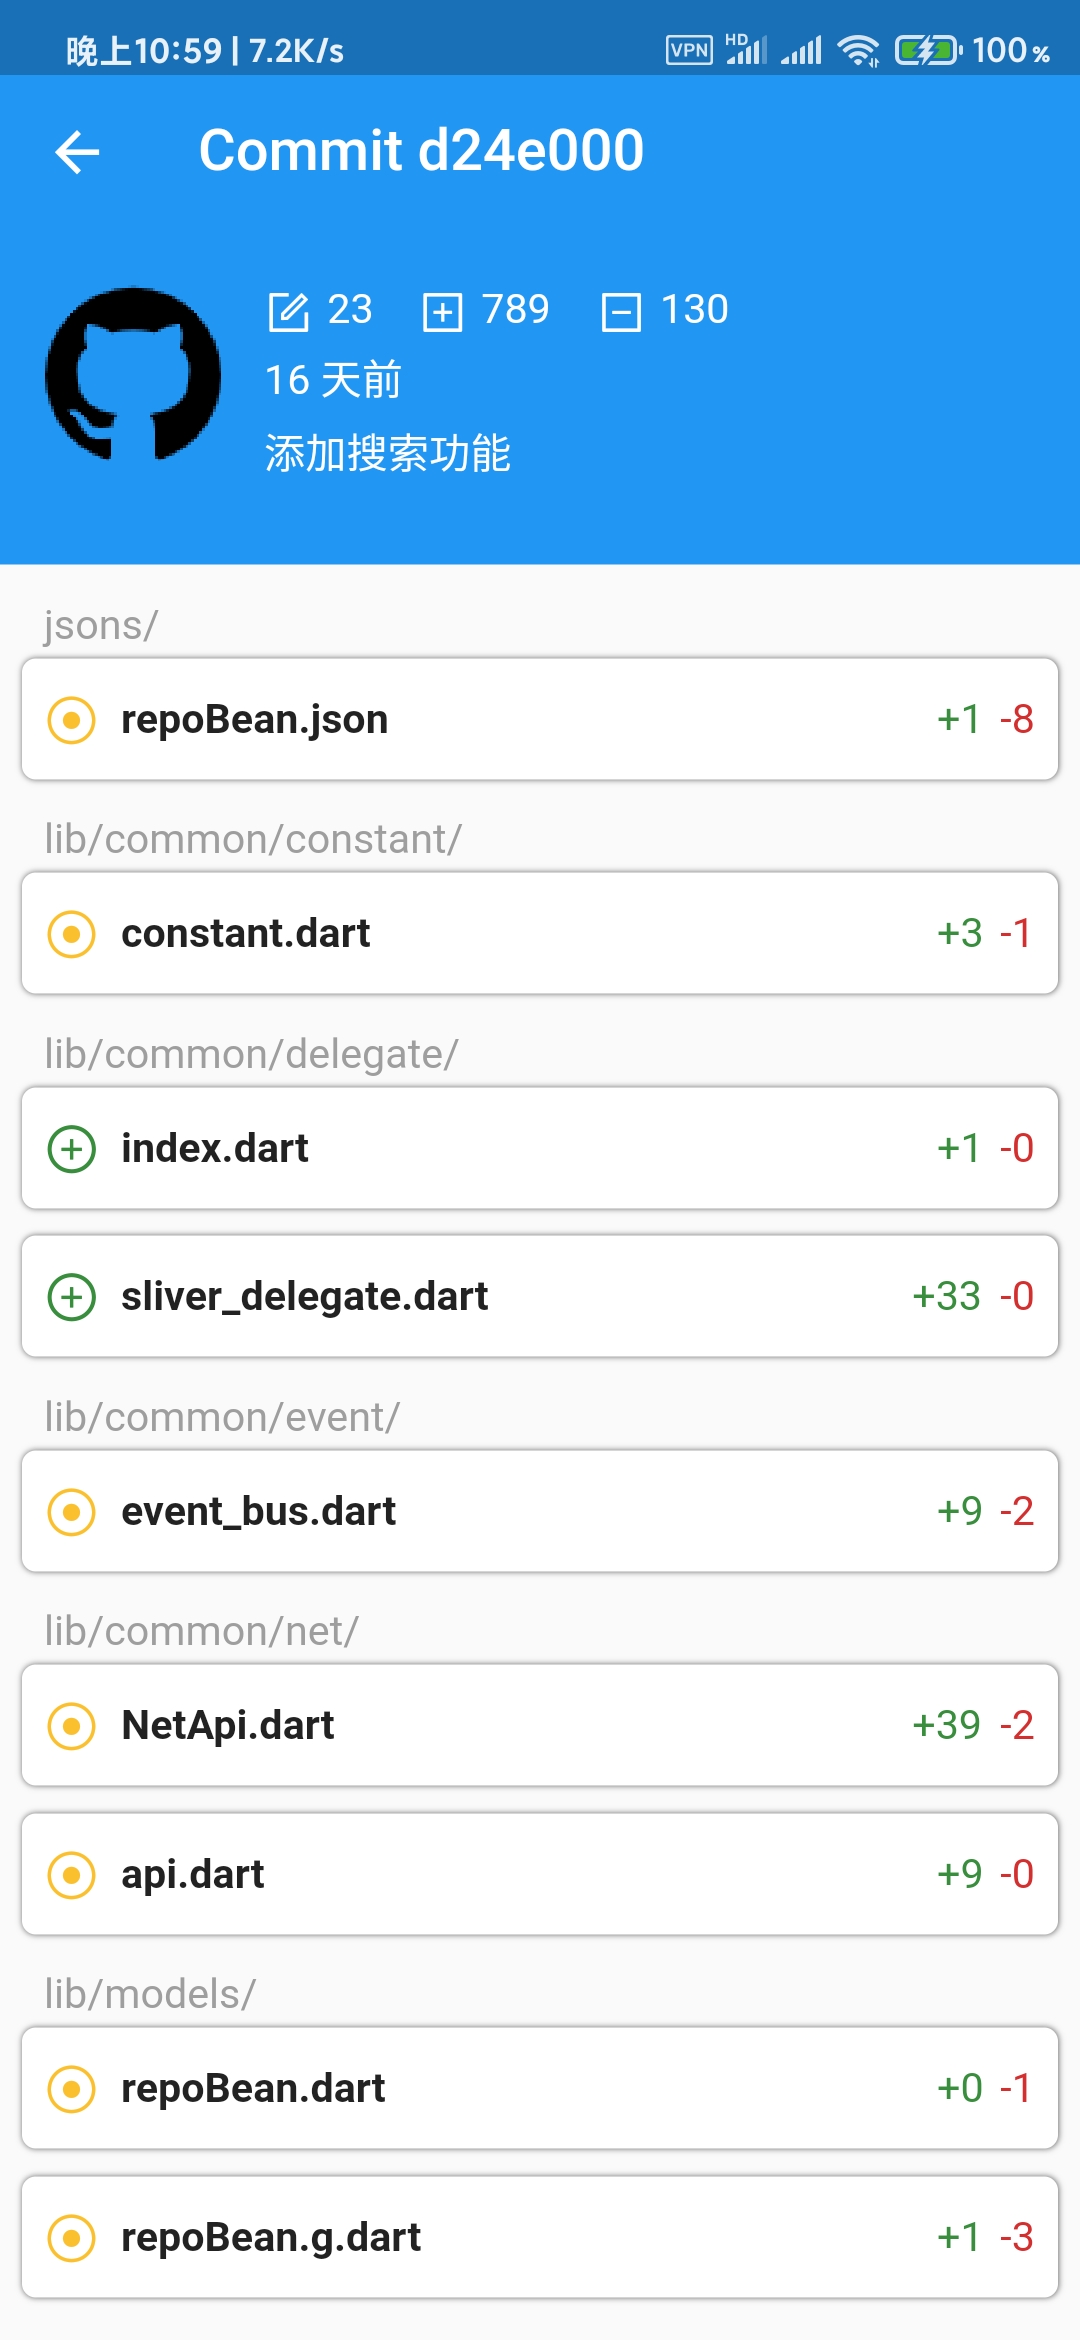 晚上10:59 | 7.2K/s VPN HD 100 %
Commit d24e000
23 789 130
16 天前
添加搜索功能
jsons/
repoBean.json +1 -8
lib/common/constant/
constant.dart +3 -1
lib/common/delegate/
index.dart +1 -0
sliver_delegate.dart +33 -0
lib/common/event/
event_bus.dart +9 -2
lib/common/net/
NetApi.dart +39 -2
api.dart +9 -0
lib/models/
repoBean.dart +0 -1
repoBean.g.dart +1 -3